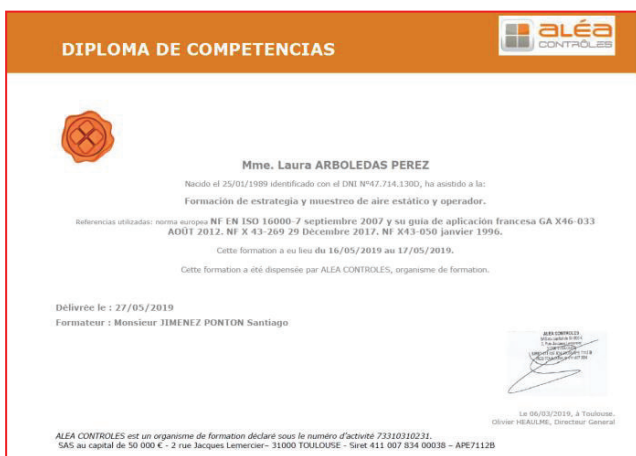 DIPLOMA DE COMPETENCIAS
aléa
CONTRÔLES
Mme. Laura ARBOLEDAS PEREZ
Nacido el 25/01/1989 identificado con el DNI Nº47.714.130D, ha asistido a la:
Formación de estrategia y muestreo de aire estático y operador.
Referencias utilizadas: norma europea NF EN ISO 16000-7 septiembre 2007 y su guia de aplicación francesa GA X46-033
AOÛT 2012. NF X 43-269 29 Décembre 2017. NF X43-050 janvier 1996.
Cette formation a eu lieu du 16/05/2019 au 17/05/2019.
Cette formation a été dispensée par ALEA CONTROLES, organisme de formation.
Délivrée le : 27/05/2019
Formateur : Monsieur JIMENEZ PONTON Santiago
ALEA CONTROLES
Le 06/03/2019, à Toulouse.
Olivier HEAULME, Directeur General
ALEA CONTROLES est un organisme de formation déclaré sous le numéro d'activité 73310310231.
SAS au capital de 50 000 € - 2 rue Jacques Lemercier– 31000 TOULOUSE - Siret 411 007 834 00038 – APE7112B